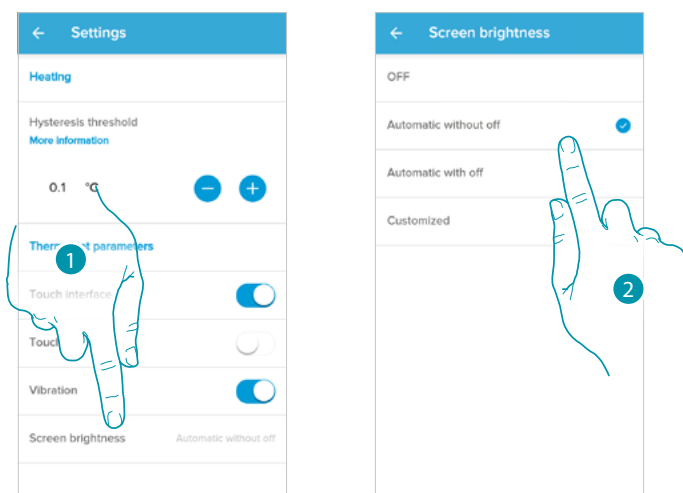 Settings
Heating
Hysteresis threshold
More information
0.1 °C
parameters
1
Touch interface
Touch
Vibration
Screen brightness Automatic without off
Screen brightness
OFF
Automatic without off
Automatic with off
Customized
2